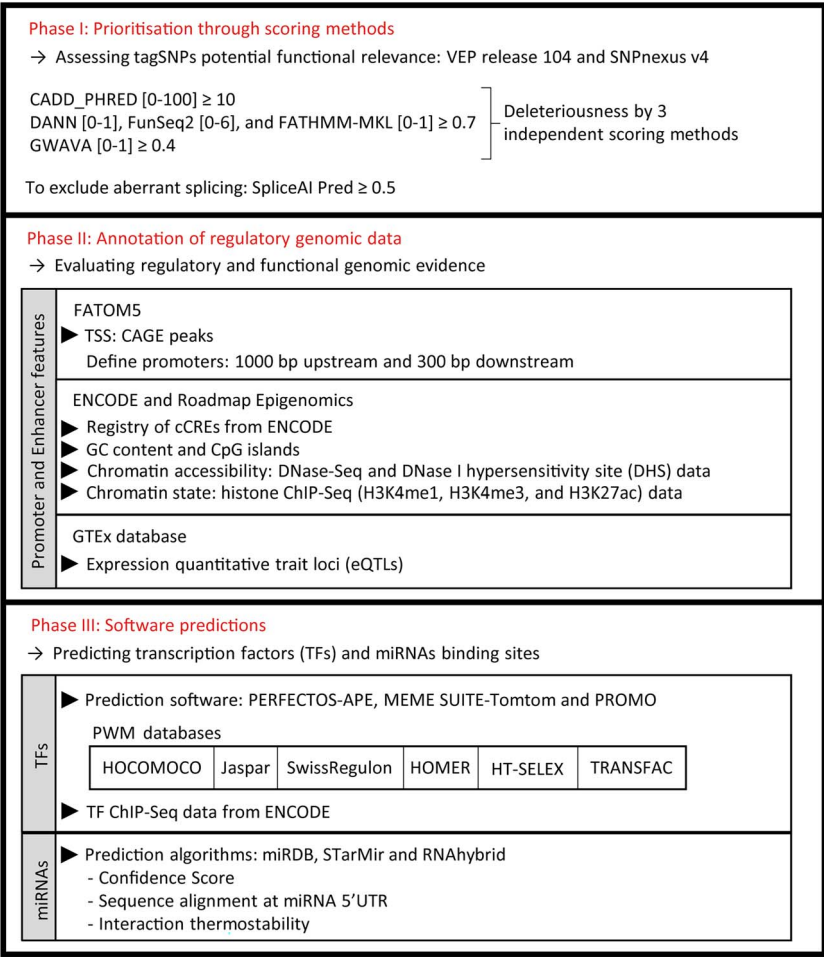 Phase I: Prioritisation through scoring methods
→ Assessing tagSNPs potential functional relevance: VEP release 104 and SNPnexus v4
CADD_PHRED [0-100] ≥ 10
DANN [0-1], FunSeq2 [0-6], and FATHMM-MKL [0-1] ≥ 0.7
GWAVA [0-1] ≥ 0.4
Deleteriousness by 3
independent scoring methods
To exclude aberrant splicing: SpliceAI Pred ≥ 0.5
Phase II: Annotation of regulatory genomic data
→ Evaluating regulatory and functional genomic evidence
Promoter and Enhancer features
FATOM5
▶ TSS: CAGE peaks
Define promoters: 1000 bp upstream and 300 bp downstream
ENCODE and Roadmap Epigenomics
▶ Registry of cCREs from ENCODE
▶ GC content and CpG islands
▶ Chromatin accessibility: DNase-Seq and DNase I hypersensitivity site (DHS) data
▶ Chromatin state: histone ChIP-Seq (H3K4me1, H3K4me3, and H3K27ac) data
GTEx database
▶ Expression quantitative trait loci (eQTLs)
Phase III: Software predictions
→ Predicting transcription factors (TFs) and miRNAs binding sites
TFs
▶ Prediction software: PERFECTOS-APE, MEME SUITE-Tomtom and PROMO
PWM databases
HOCOMOCO Jaspar SwissRegulon HOMER HT-SELEX TRANSFAC
▶ TF ChIP-Seq data from ENCODE
miRNAs
▶ Prediction algorithms: miRDB, STarMir and RNAhybrid
- Confidence Score
- Sequence alignment at miRNA 5'UTR
- Interaction thermostability